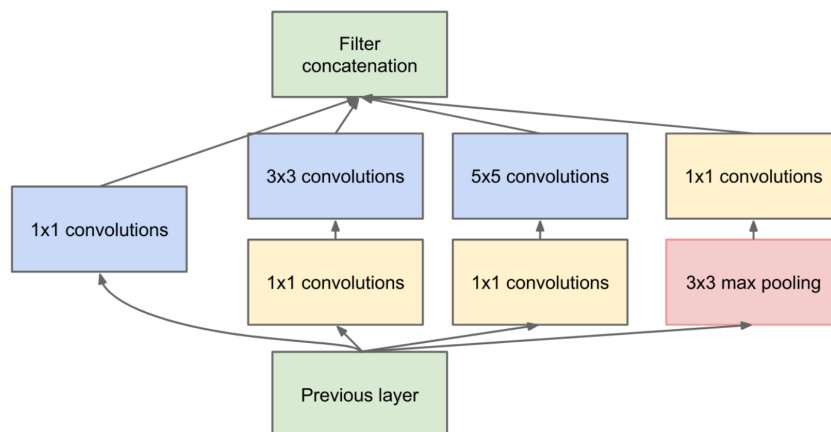 Filter
concatenation
3x3 convolutions
5x5 convolutions
1x1 convolutions
1x1 convolutions
1x1 convolutions
1x1 convolutions
3x3 max pooling
Previous layer